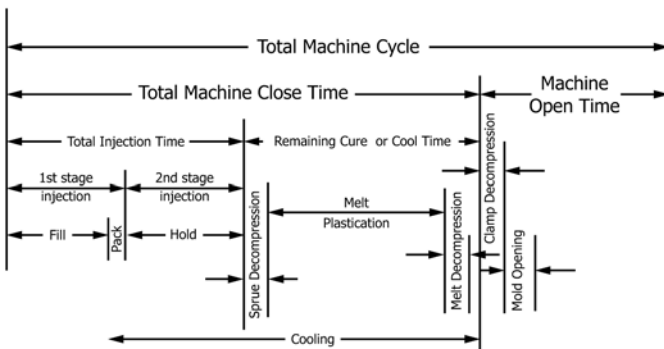 Total Machine Cycle
Total Machine Close Time
Machine
Open Time
Total Injection Time
Remaining Cure or Cool Time
1st stage
injection
2nd stage
injection
Melt
Plastication
Fill
Pack
Hold
Sprue Decompression
Melt Decompression
Clamp Decompression
Mold Opening
Cooling